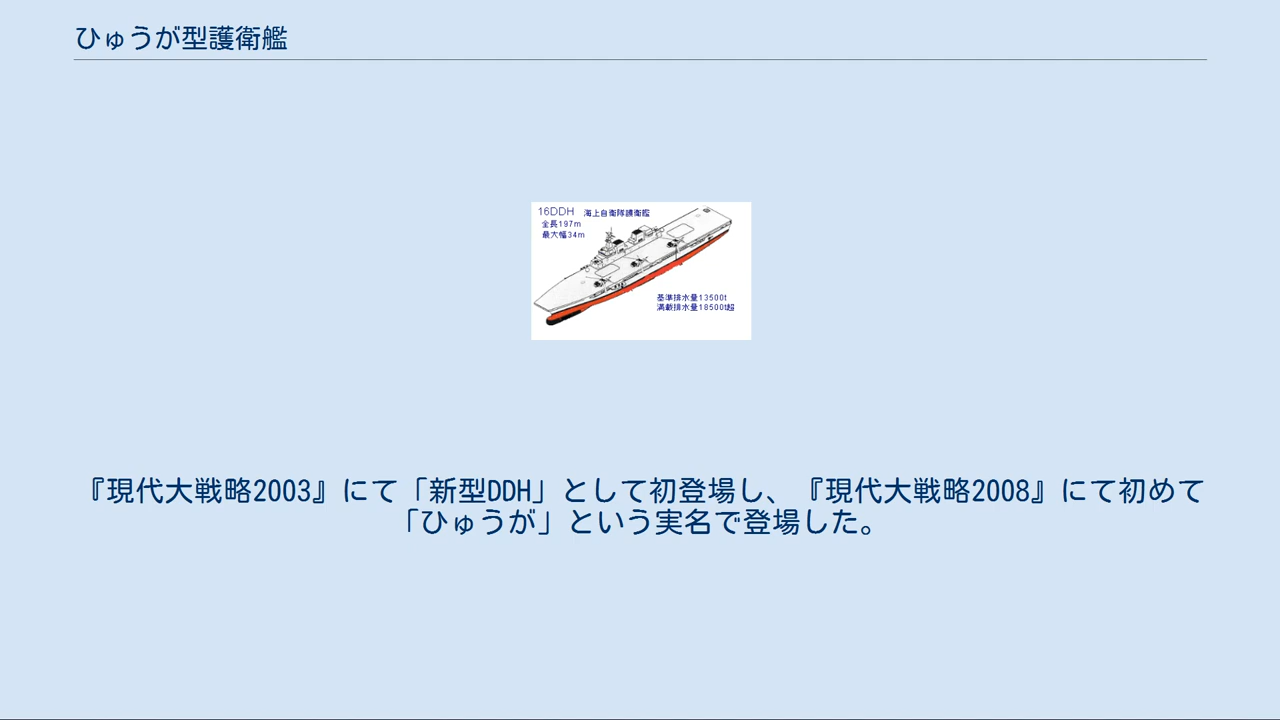 ひゅうが型護衛艦
16DDH 海上自衛隊護衛艦
全長197m
最大幅34m
基準排水量13500t
満載排水量18500t超
『現代大戦略2003』にて「新型DDH」として初登場し、『現代大戦略2008』にて初めて
「ひゅうが」という実名で登場した。